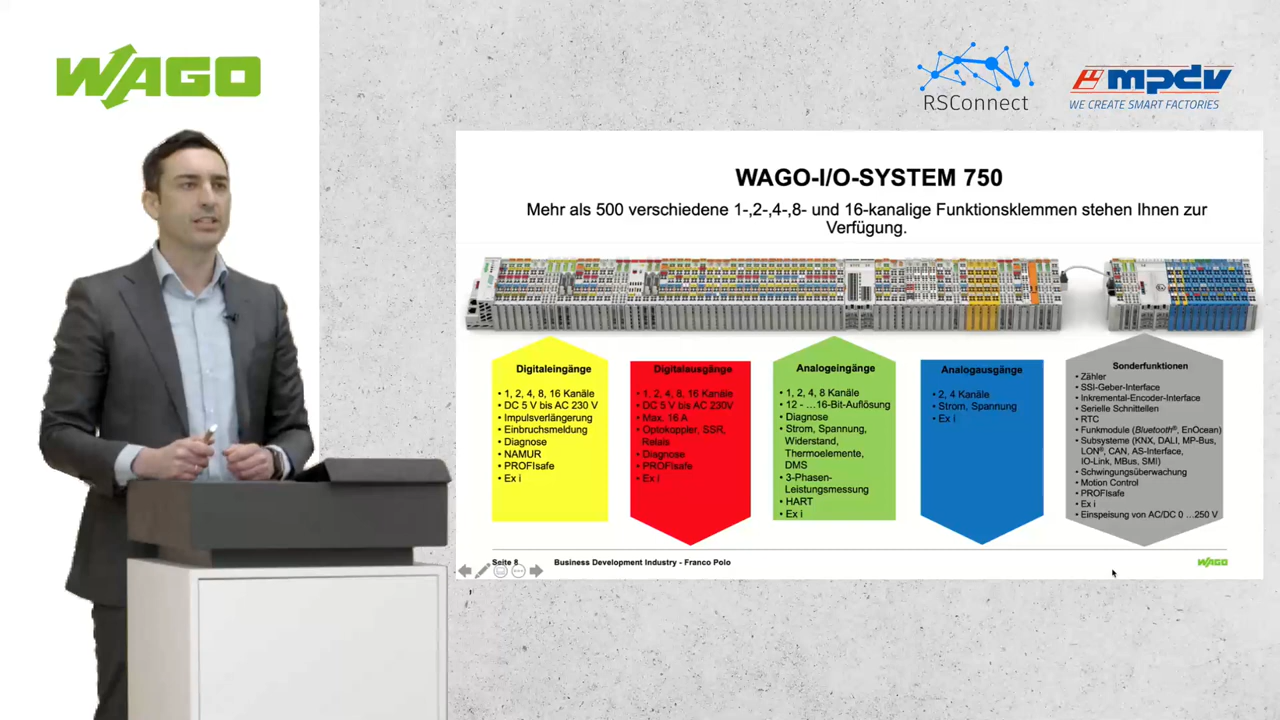 WAGO
RSConnect
mpdv
WE CREATE SMART FACTORIES
WAGO-I/O-SYSTEM 750
Mehr als 500 verschiedene 1-,2-,4-,8- und 16-kanalige Funktionsklemmen stehen Ihnen zur
Verfügung.
Digitaleingänge
• 1, 2, 4, 8, 16 Kanäle
• DC 5 V bis AC 230 V
• Impulsverlängerung
• Einbruchsmeldung
• Diagnose
• NAMUR
• PROFIsafe
• Ex i
Digitalausgänge
• 1, 2, 4, 8, 16 Kanäle
• DC 5 V bis AC 230V
• Max. 16 A
• Optokoppler, SSR,
Relais
• Diagnose
• PROFIsafe
• Ex i
Analogeingänge
• 1, 2, 4, 8 Kanäle
• 12 - …16-Bit-Auflösung
• Diagnose
• Strom, Spannung,
Widerstand,
Thermoelemente,
DMS
• 3-Phasen-
Leistungsmessung
• HART
• Ex i
Analogausgänge
• 2, 4 Kanäle
• Strom, Spannung
• Ex i
Sonderfunktionen
• Zähler
• SSI-Geber-Interface
• Inkremental-Encoder-Interface
• Serielle Schnittellen
• RTC
• Funkmodule (Bluetooth®, EnOcean)
• Subsysteme (KNX, DALI, MP-Bus,
LON®, CAN, AS-Interface,
IO-Link, MBus, SMI)
• Schwingungsüberwachung
• Motion Control
• PROFIsafe
• Ex i
• Einspeisung von AC/DC 0 …250 V
Seite 8
Business Development Industry - Franco Polo
WAGO